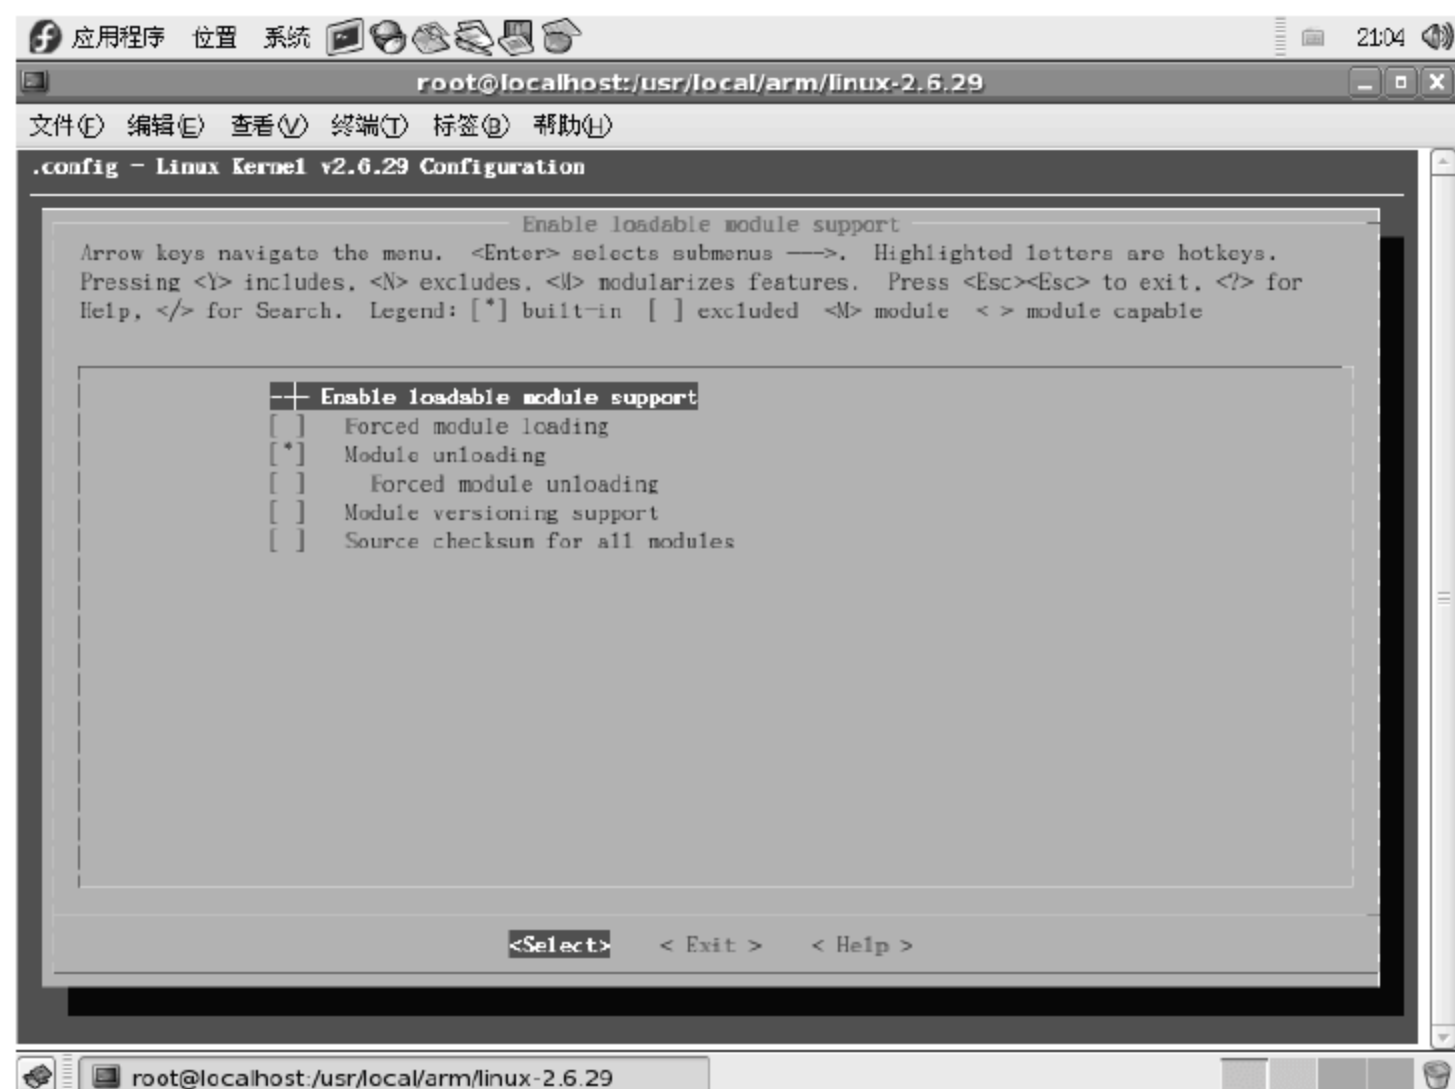 应用程序 位置 系统 21:04
root@localhost:/usr/local/arm/linux-2.6.29
文件(F) 编辑(E) 查看(V) 终端(T) 标签(B) 帮助(H)
.config - Linux Kernel v2.6.29 Configuration
Enable loadable module support
Arrow keys navigate the menu. <Enter> selects submenus --->. Highlighted letters are hotkeys.
Pressing <Y> includes, <N> excludes, <M> modularizes features. Press <Esc><Esc> to exit, <?> for
Help, </> for Search. Legend: [*] built-in [ ] excluded <M> module < > module capable
--- Enable loadable module support
[ ] Forced module loading
[*] Module unloading
[ ] Forced module unloading
[ ] Module versioning support
[ ] Source checksum for all modules
<Select> < Exit > < Help >
root@localhost:/usr/local/arm/linux-2.6.29